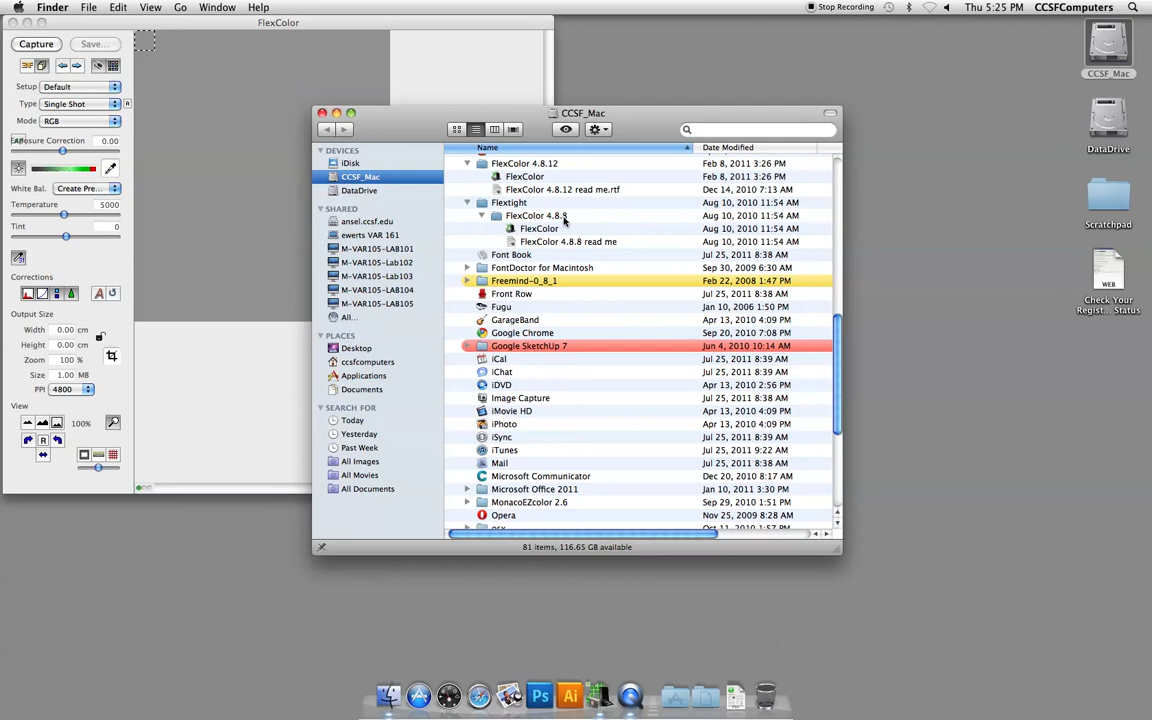 Finder File Edit View Go Window Help Stop Recording Thu 5:25 PM CCSFComputers
FlexColor
Capture Save...
Setup Default
Type Single Shot A
Mode RGB
Exposure Correction 0.00
White Bal. Create Pre...
Temperature 5000
Tint 0
Corrections
A
Output Size
Width 0.00 cm
Height 0.00 cm
Zoom 100 %
Size 1.00 MB
PPI 4800
View
100%
R
CCSF_Mac
DEVICES
iDisk
CCSF_Mac
DataDrive
SHARED
ansel.ccsf.edu
ewerts VAR 161
M-VAR105-LAB101
M-VAR105-Lab102
M-VAR105-Lab103
M-VAR105-LAB104
M-VAR105-LAB105
All...
PLACES
Desktop
ccsfcomputers
Applications
Documents
SEARCH FOR
Today
Yesterday
Past Week
All Images
All Movies
All Documents
Name Date Modified
FlexColor 4.8.12 Feb 8, 2011 3:26 PM
FlexColor Feb 8, 2011 3:26 PM
FlexColor 4.8.12 read me.rtf Dec 14, 2010 7:13 AM
Flextight Aug 10, 2010 11:54 AM
FlexColor 4.8.8 Aug 10, 2010 11:54 AM
FlexColor Aug 10, 2010 11:54 AM
FlexColor 4.8.8 read me Aug 10, 2010 11:54 AM
Font Book Jul 25, 2011 8:38 AM
FontDoctor for Macintosh Sep 30, 2009 6:30 AM
Freemind-0_8_1 Feb 22, 2008 1:47 PM
Front Row Jul 25, 2011 8:38 AM
Fugu Jan 10, 2006 1:50 PM
GarageBand Apr 13, 2010 4:09 PM
Google Chrome Sep 20, 2010 7:08 PM
Google SketchUp 7 Jun 4, 2010 10:14 AM
iCal Jul 25, 2011 8:39 AM
iChat Jul 25, 2011 8:39 AM
iDVD Apr 13, 2010 2:56 PM
Image Capture Jul 25, 2011 8:38 AM
iMovie HD Apr 13, 2010 4:09 PM
iPhoto Apr 13, 2010 4:09 PM
iSync Jul 25, 2011 8:39 AM
iTunes Jul 25, 2011 9:22 AM
Mail Jul 25, 2011 8:38 AM
Microsoft Communicator Dec 20, 2010 8:17 AM
Microsoft Office 2011 Jan 10, 2011 3:30 PM
MonacoEZcolor 2.6 Sep 29, 2010 1:51 PM
Opera Nov 25, 2009 8:28 AM
osx Oct 11, 2010 1:57 PM
81 items, 116.65 GB available
CCSF_Mac
DataDrive
Scratchpad
WEB
Check Your
Regist... Status
Ps Ai